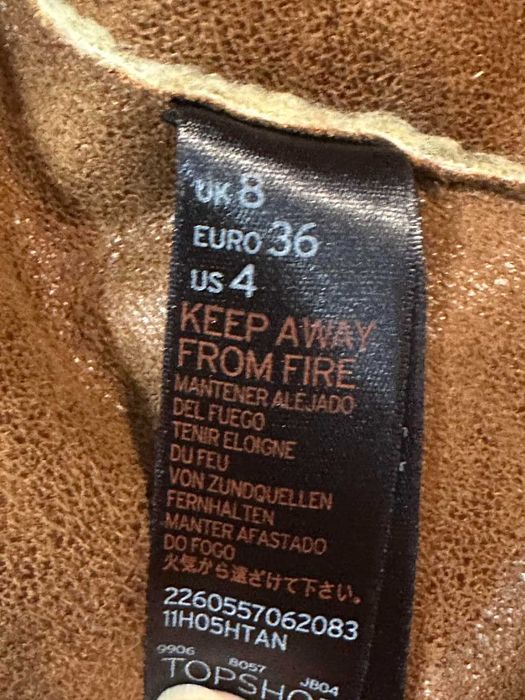 UK 8
EURO 36
US 4
KEEP AWAY
FROM FIRE
MANTENER ALEJADO
DEL FUEGO
TENIR ELOIGNE
DU FEU
VON ZUNDQUELLEN
FERNHALTEN
MANTER AFASTADO
DO FOGO
火気から遠ざけて下さい。
2260557062083
11H05HTAN
9906 8057 JB04
TOPSHO